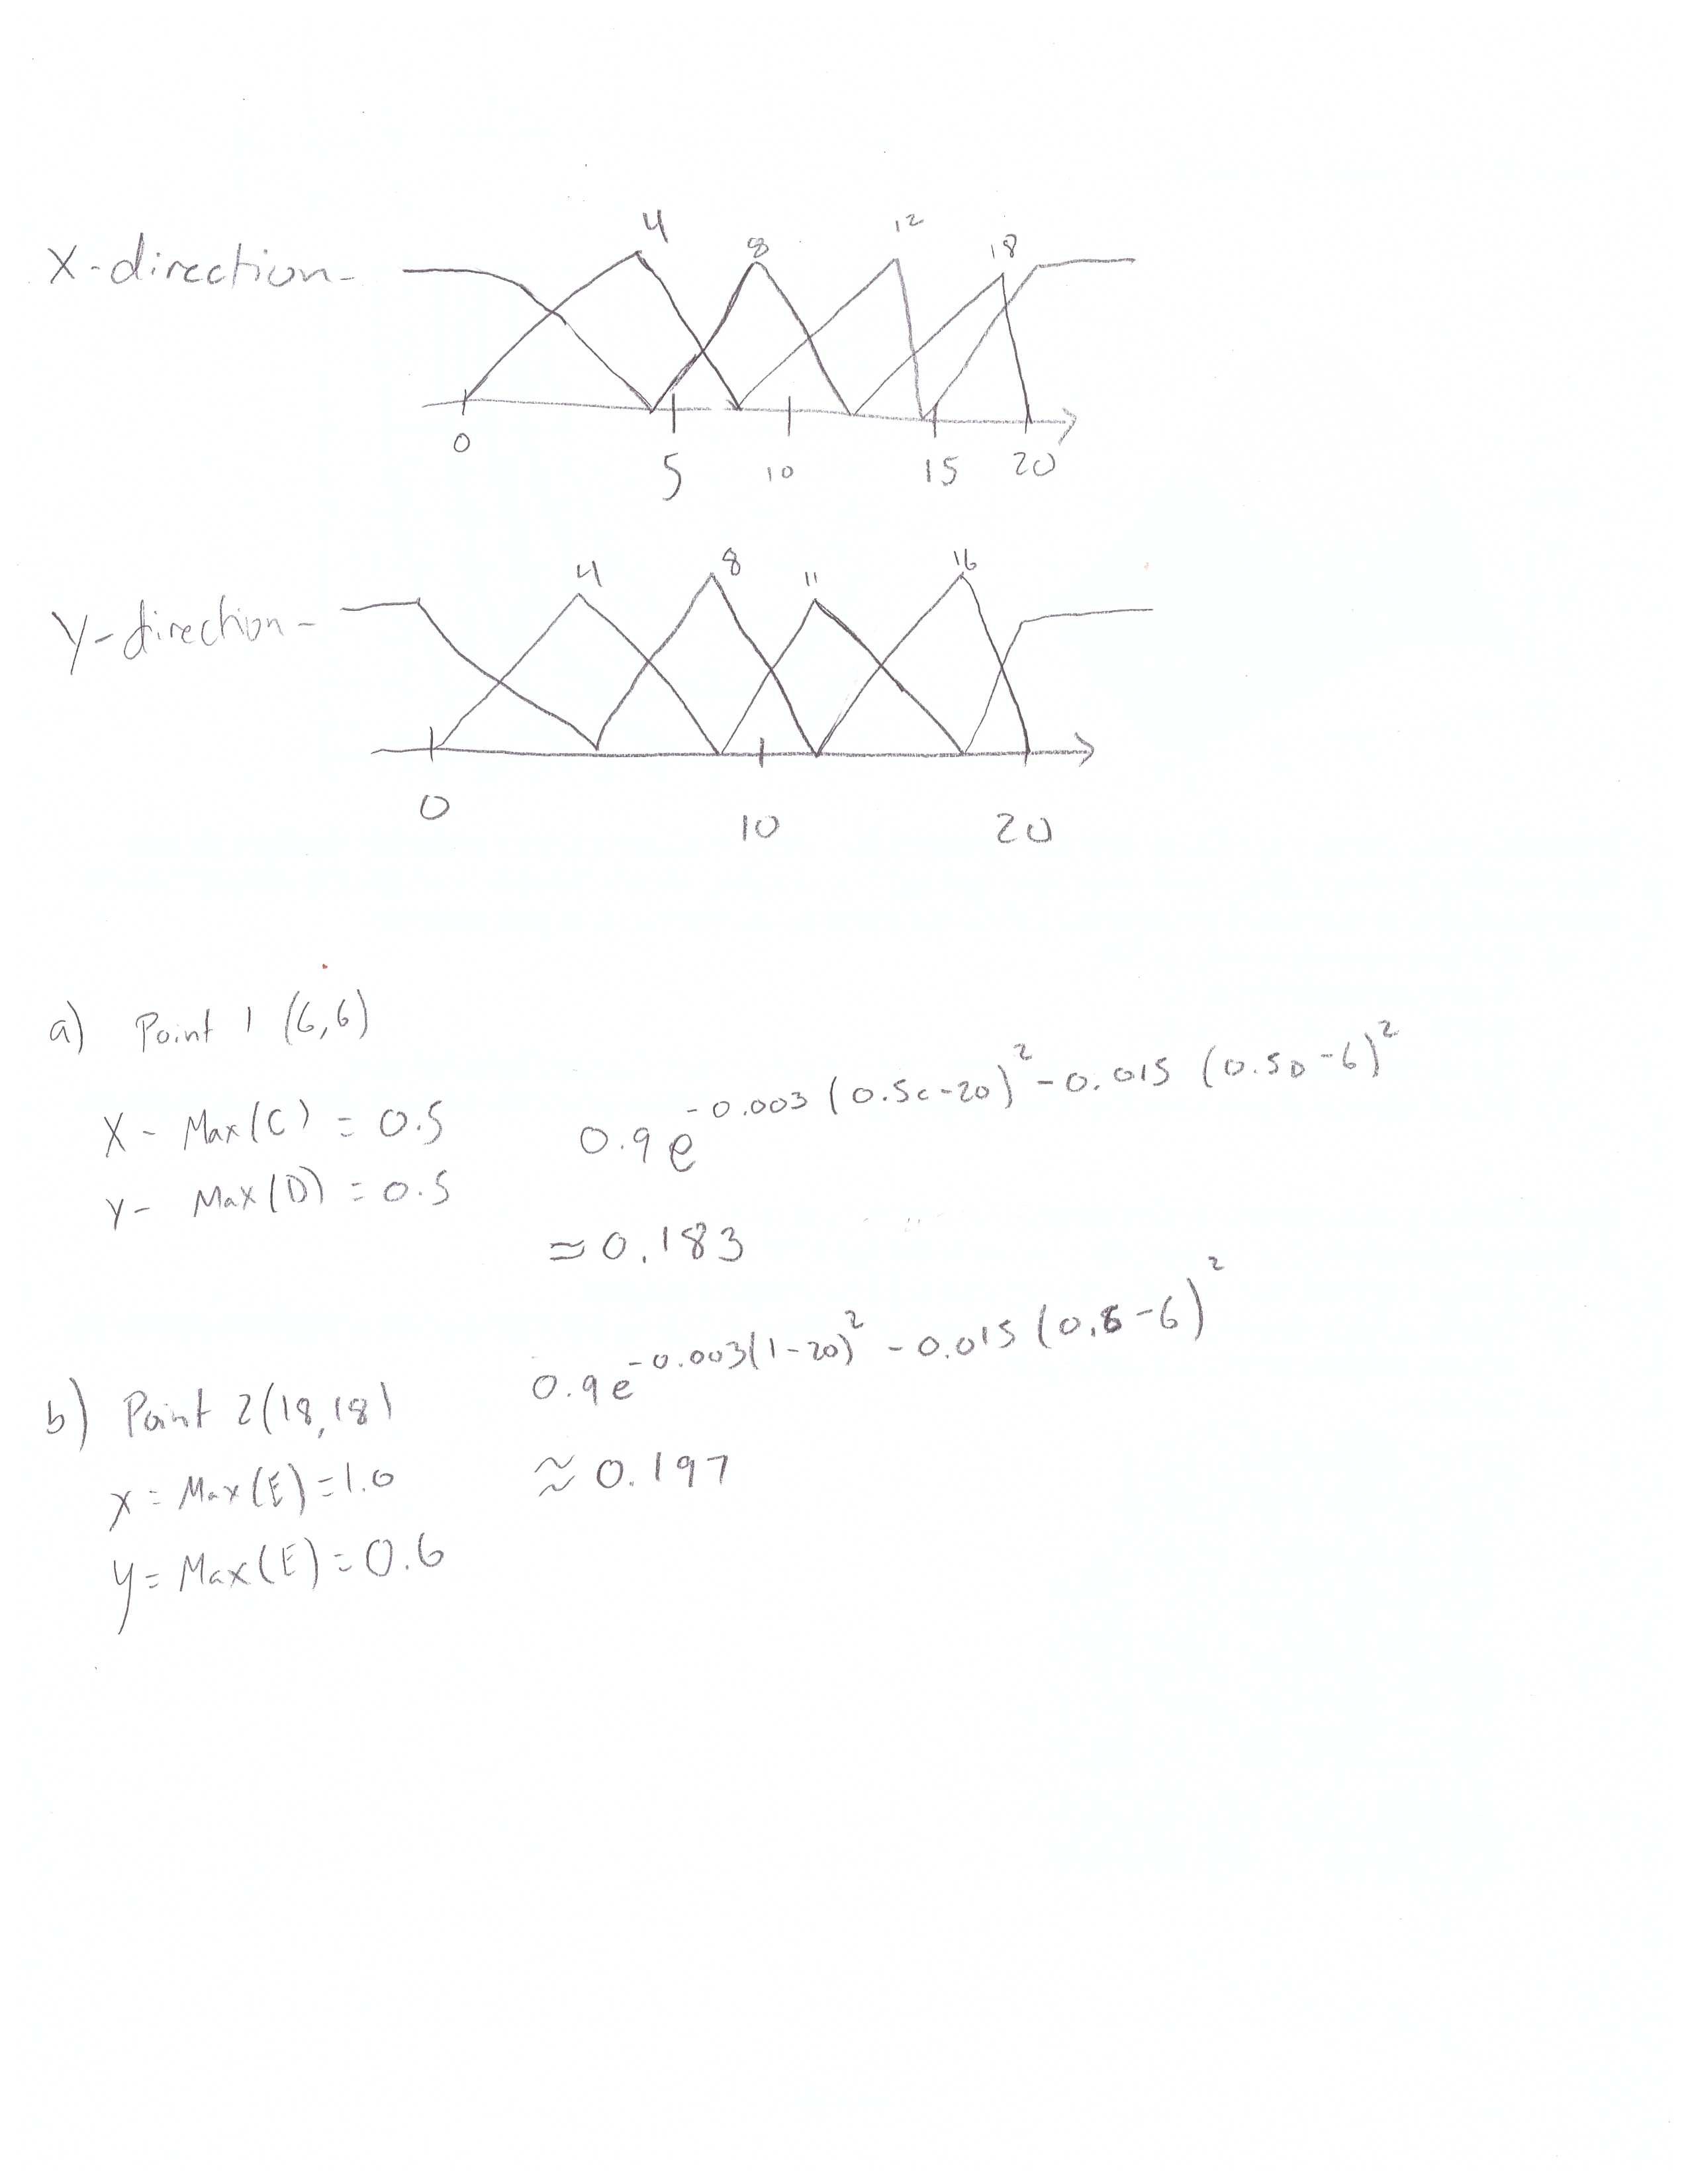 4 8 12 18
X-direction-
0 5 10 15 20
4 8 11 16
Y-direction-
0 10 20
a) Point 1 (6,6)
X- Max(C) = 0.5
Y- Max(D) = 0.5
0.9e^-0.003(0.5c-20)^2-0.015(0.5D-6)^2
≈0.183
b) Point 2(18,18)
x = Max(E)=1.0
y= Max(E)=0.6
0.9e^-0.003(1-20)^2-0.015(0.6-6)^2
≈0.197